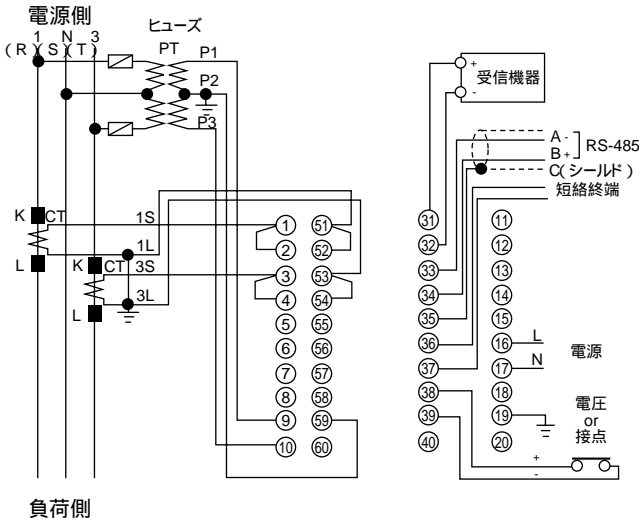 電源側
1 N 3
(R)(S)(T)
ヒューズ
PT
P1
P2
P3
K CT
L
K CT
L
1S
1L
3S
3L
負荷側
1 51
2 52
3 53
4 54
5 55
6 56
7 57
8 58
9 59
10 60
+
-
受信機器
A -
B +
RS-485
C(シールド)
短絡終端
31 11
32 12
33 13
34 14
35 15
36 16
37 17
38 18
39 19
40 20
L
N
電源
電圧
or
接点
+
-